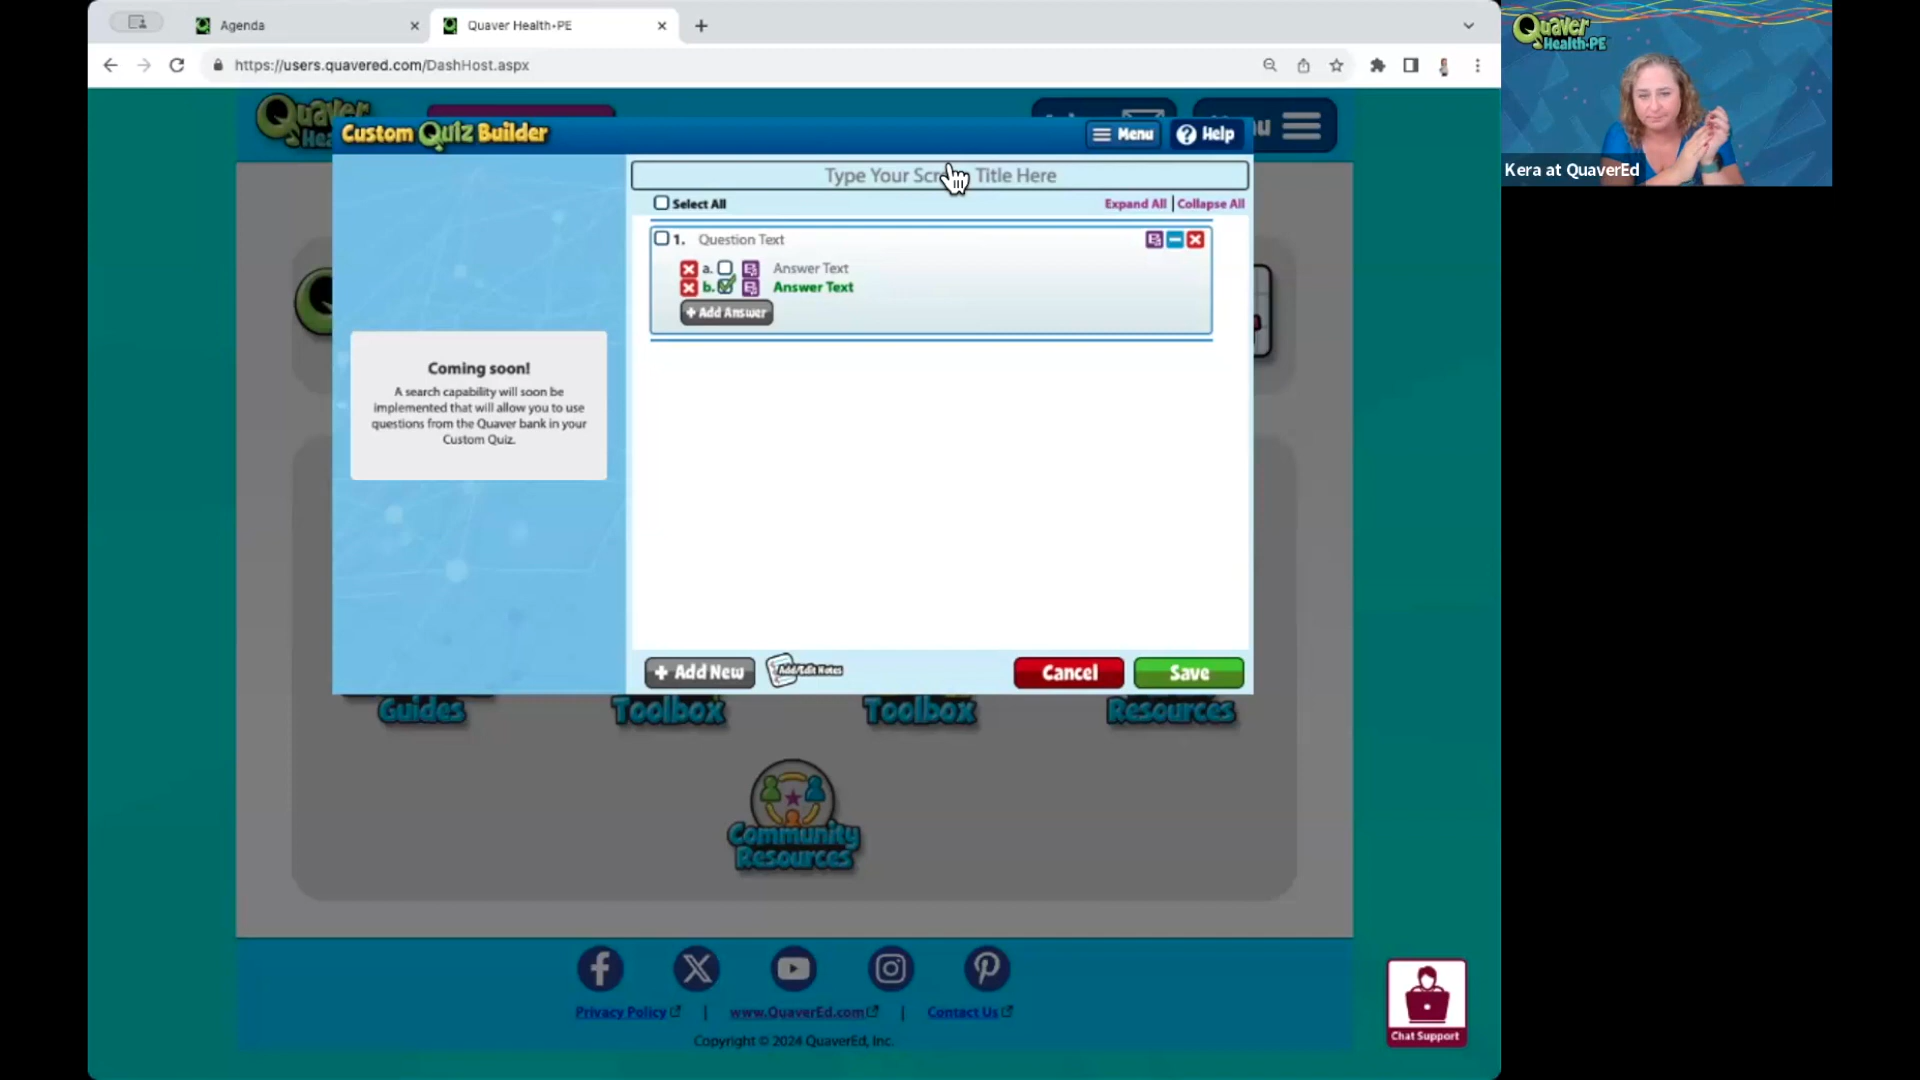 Agenda
Quaver Health•PE
https://users.quavered.com/DashHost.aspx
Quaver
Health•PE
Kera at QuaverEd
Quaver
Custom Quiz Builder
Menu
Help
Type Your Title Here
Select All
Expand All | Collapse All
1. Question Text
a. Answer Text
b. Answer Text
+ Add Answer
Coming soon!
A search capability will soon be
implemented that will allow you to use
questions from the Quaver bank in your
Custom Quiz.
+ Add New
Add/Edit Notes
Cancel
Save
Guides
Toolbox
Toolbox
Resources
Community
Resources
Privacy Policy | www.QuaverEd.com | Contact Us
Copyright © 2024 QuaverEd, Inc.
Chat Support